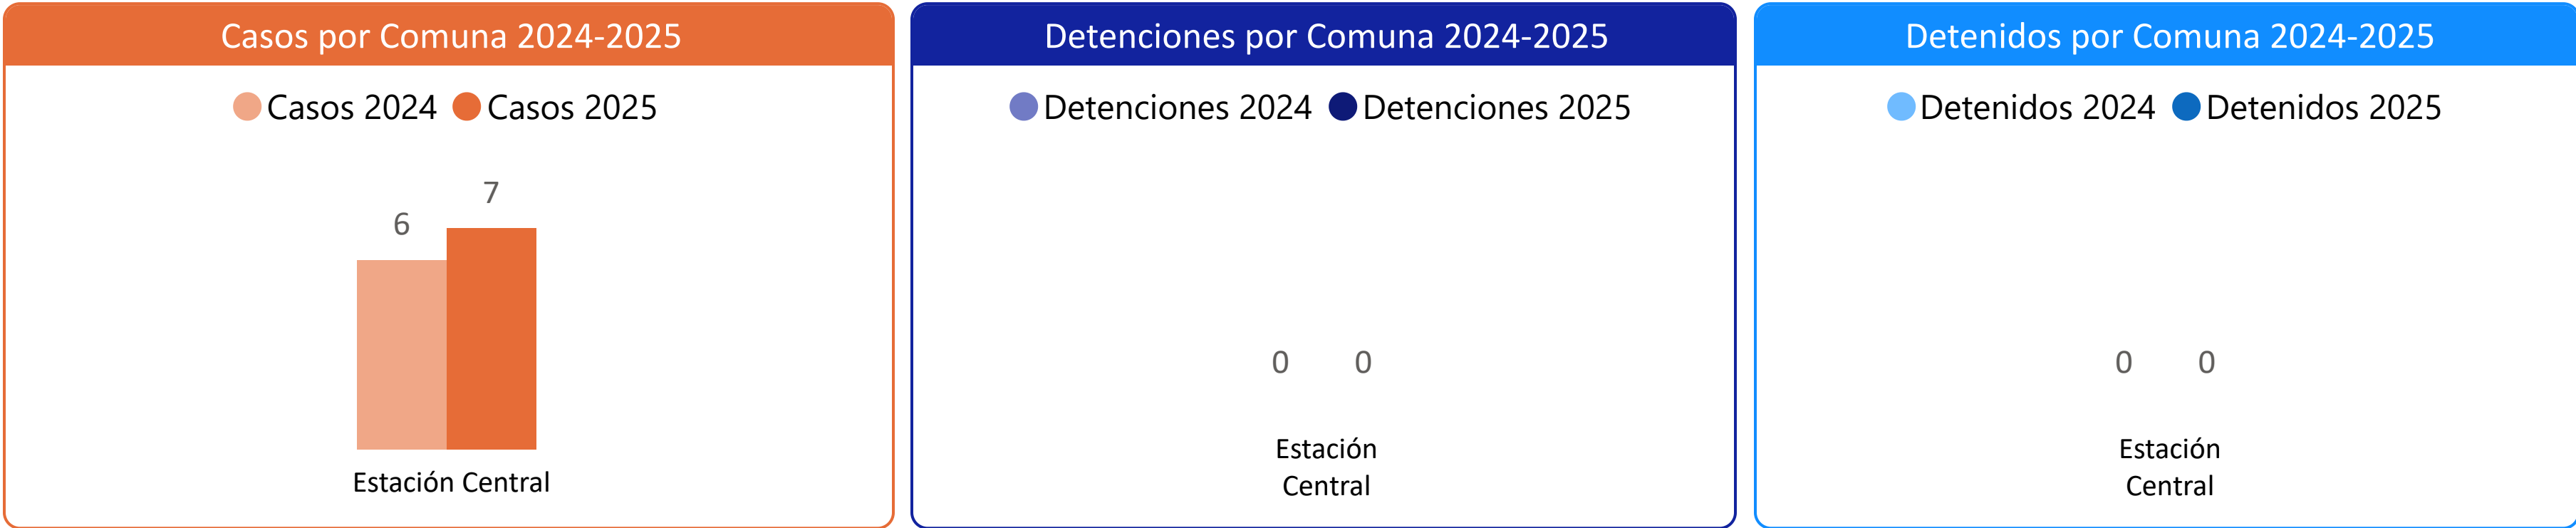 Casos por Comuna 2024-2025
Casos 2024 Casos 2025
7
6
Estación Central
Detenciones por Comuna 2024-2025
Detenciones 2024 Detenciones 2025
0 0
Estación
Central
Detenidos por Comuna 2024-2025
Detenidos 2024 Detenidos 2025
0 0
Estación
Central